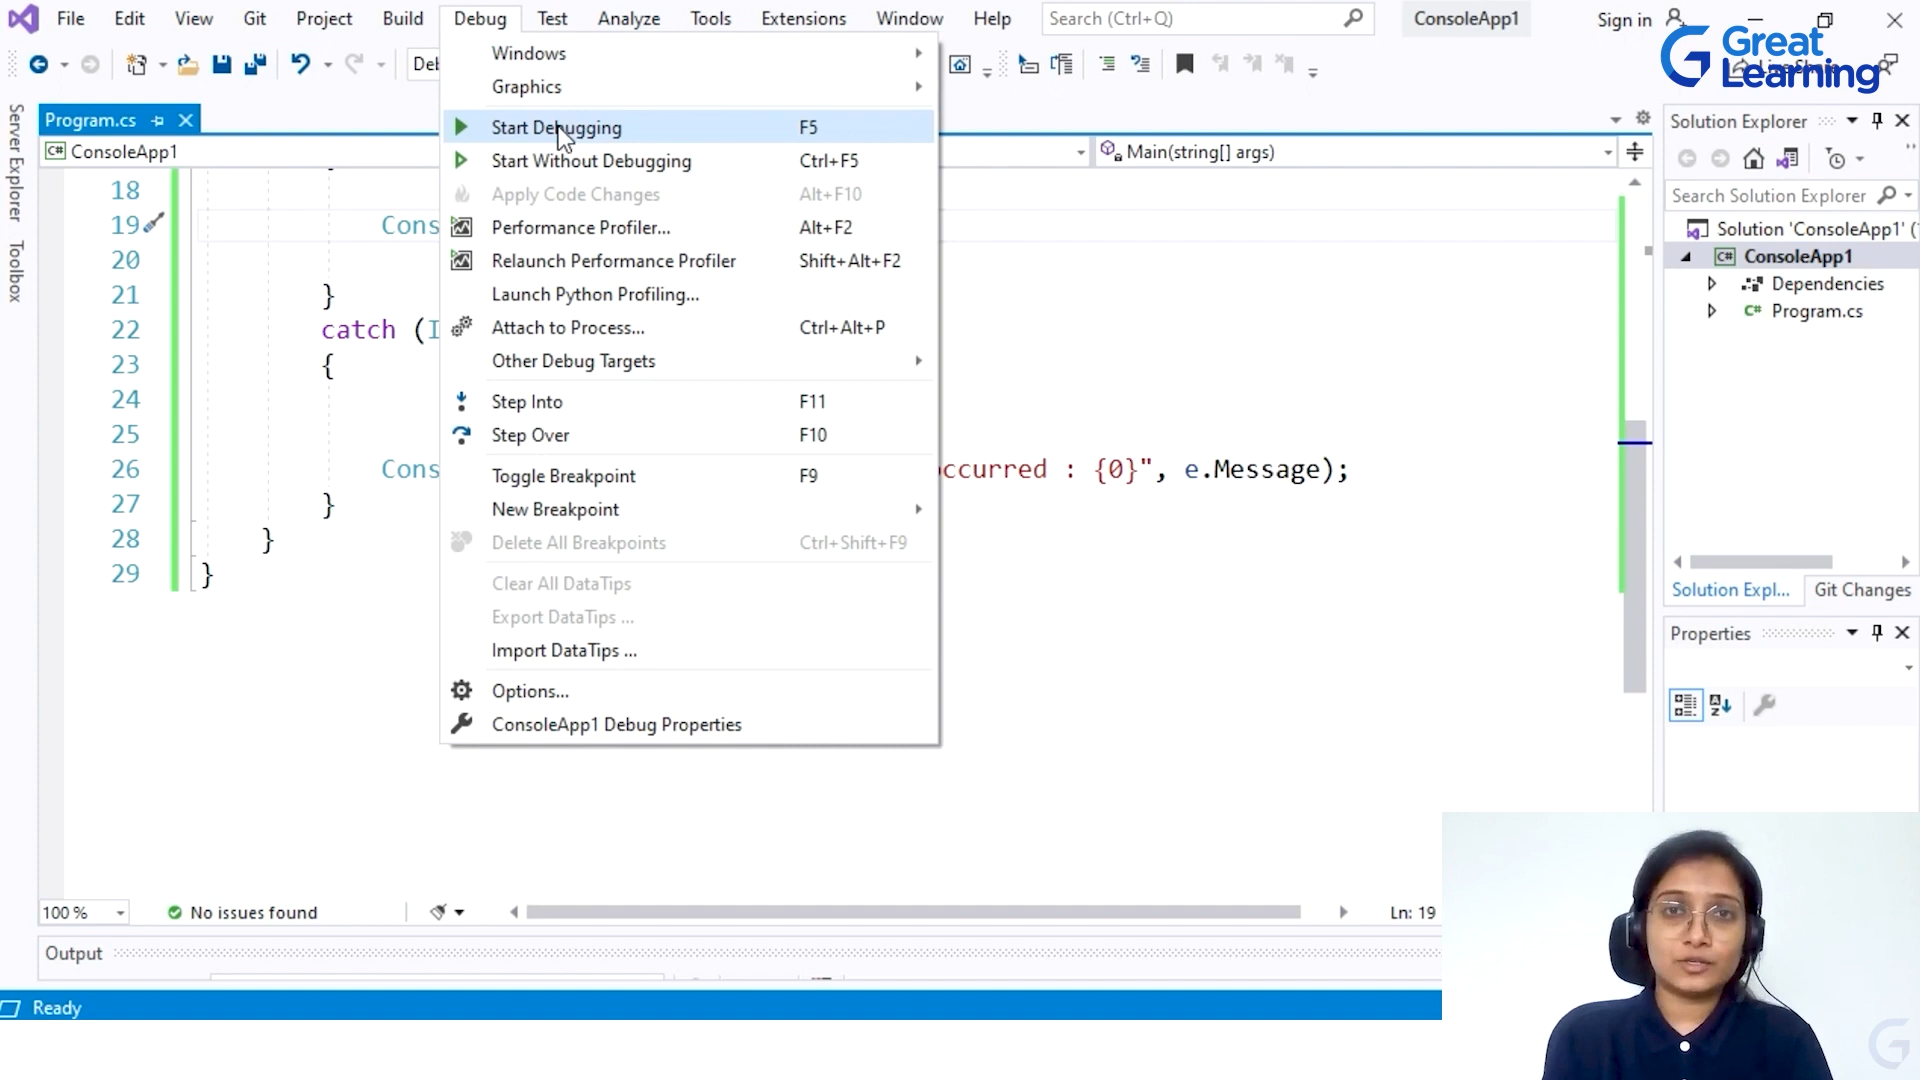 File Edit View Git Project Build Debug Test Analyze Tools Extensions Window Help Search (Ctrl+Q) ConsoleApp1 Sign in
Great
Learning
Program.cs
ConsoleApp1
Main(string[] args)
Server Explorer
Toolbox
Windows
Graphics
Start Debugging F5
Start Without Debugging Ctrl+F5
Apply Code Changes Alt+F10
Performance Profiler... Alt+F2
Relaunch Performance Profiler Shift+Alt+F2
Launch Python Profiling...
Attach to Process... Ctrl+Alt+P
Other Debug Targets
Step Into F11
Step Over F10
Toggle Breakpoint F9
New Breakpoint
Delete All Breakpoints Ctrl+Shift+F9
Clear All DataTips
Export DataTips ...
Import DataTips ...
Options...
ConsoleApp1 Debug Properties
18
19 Cons
20
21 }
22 catch (I
23 {
24
25
26 Cons ccurred : {0}", e.Message);
27 }
28 }
29 }
Solution Explorer
Search Solution Explorer
Solution 'ConsoleApp1' (
C# ConsoleApp1
Dependencies
C# Program.cs
Solution Expl... Git Changes
Properties
100 % No issues found Ln: 19
Output
Ready